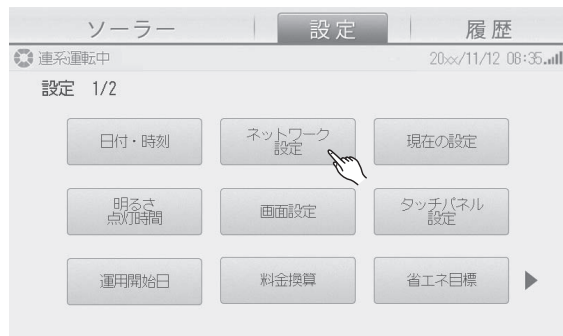 ソーラー 設定 履歴
連系運転中 20xx/11/12 08:35
設定 1/2
日付・時刻 ネットワーク 現在の設定
設定
明るさ 画面設定 タッチパネル
点灯時間 設定
運用開始日 料金換算 省エネ目標